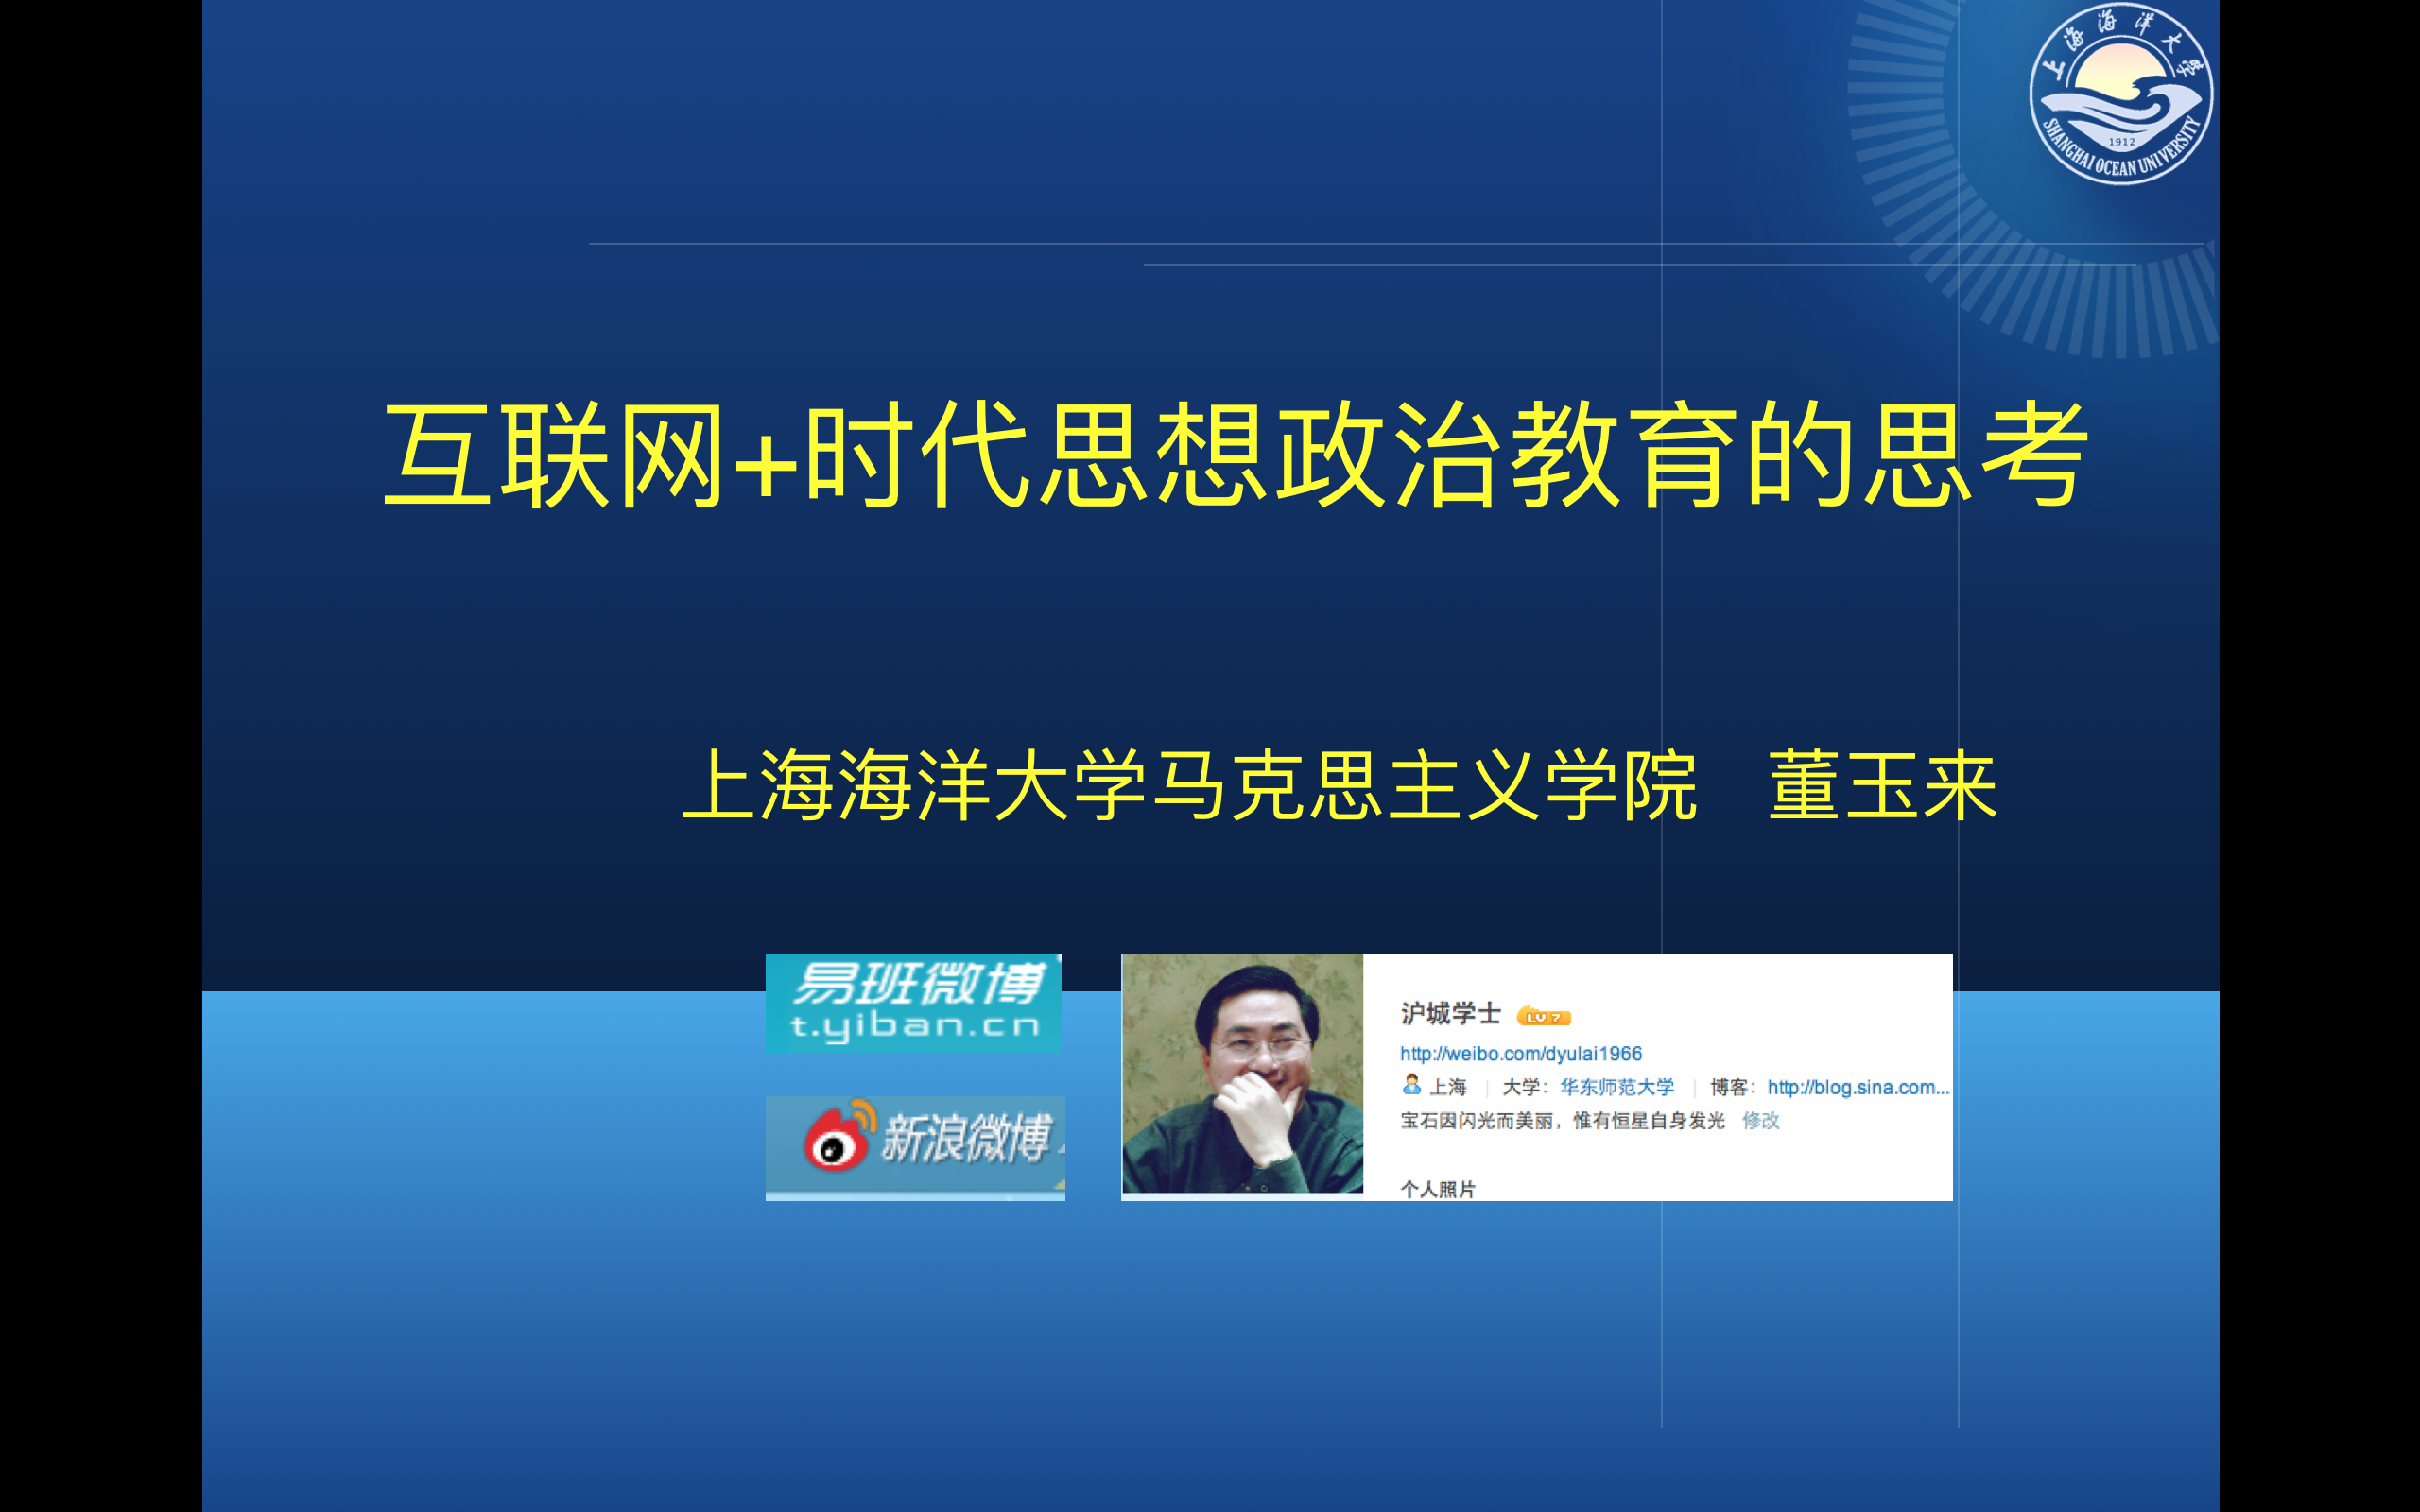 上海海洋大学
SHANGHAI OCEAN UNIVERSITY
1912
互联网+时代思想政治教育的思考
上海海洋大学马克思主义学院 董玉来
易班微博
t.yiban.cn
新浪微博
沪城学士 LV 7
http://weibo.com/dyulai1966
上海 | 大学：华东师范大学 | 博客：http://blog.sina.com...
宝石因闪光而美丽，惟有恒星自身发光 修改
个人照片